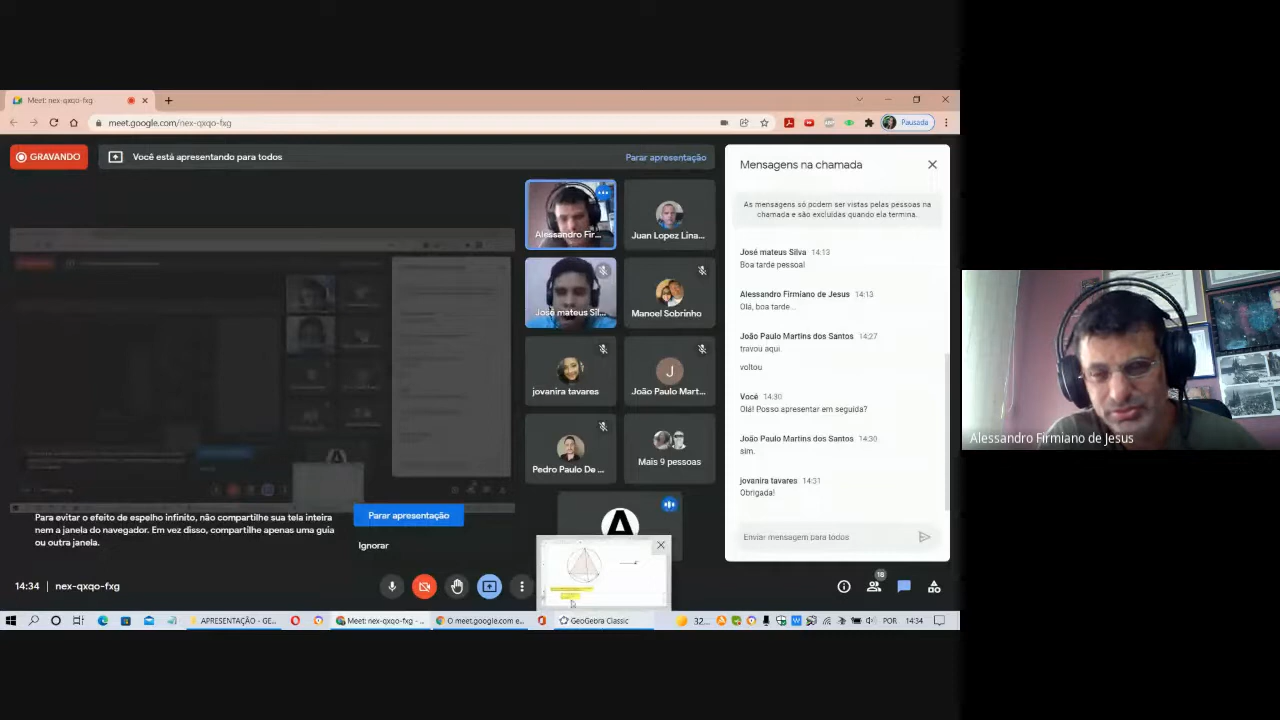 Meet: nex-qxqo-fxg
meet.google.com/nex-qxqo-fxg
Pausada
GRAVANDO
Você está apresentando para todos
Parar apresentação
Mensagens na chamada
As mensagens só podem ser vistas pelas pessoas na
chamada e são excluídas quando ela termina.
José mateus Silva 14:13
Boa tarde pessoal
Alessandro Firmiano de Jesus 14:13
Olá, boa tarde...
João Paulo Martins dos Santos 14:27
travou aqui.
voltou
Você 14:30
Olá! Posso apresentar em seguida?
João Paulo Martins dos Santos 14:30
sim.
jovanira tavares 14:31
Obrigada!
Enviar mensagem para todos
Alessandro Fir...
Juan Lopez Lina...
José mateus Sil...
Manoel Sobrinho
jovanira tavares
J
João Paulo Mart...
Pedro Paulo De ...
Mais 9 pessoas
A
Para evitar o efeito de espelho infinito, não compartilhe sua tela inteira
nem a janela do navegador. Em vez disso, compartilhe apenas uma guia
ou outra janela.
Parar apresentação
Ignorar
14:34 | nex-qxqo-fxg
18
APRESENTAÇÃO - GE...
Meet: nex-qxqo-fxg - ...
O meet.google.com e...
GeoGebra Classic
32...
POR
14:34
Alessandro Firmiano de Jesus